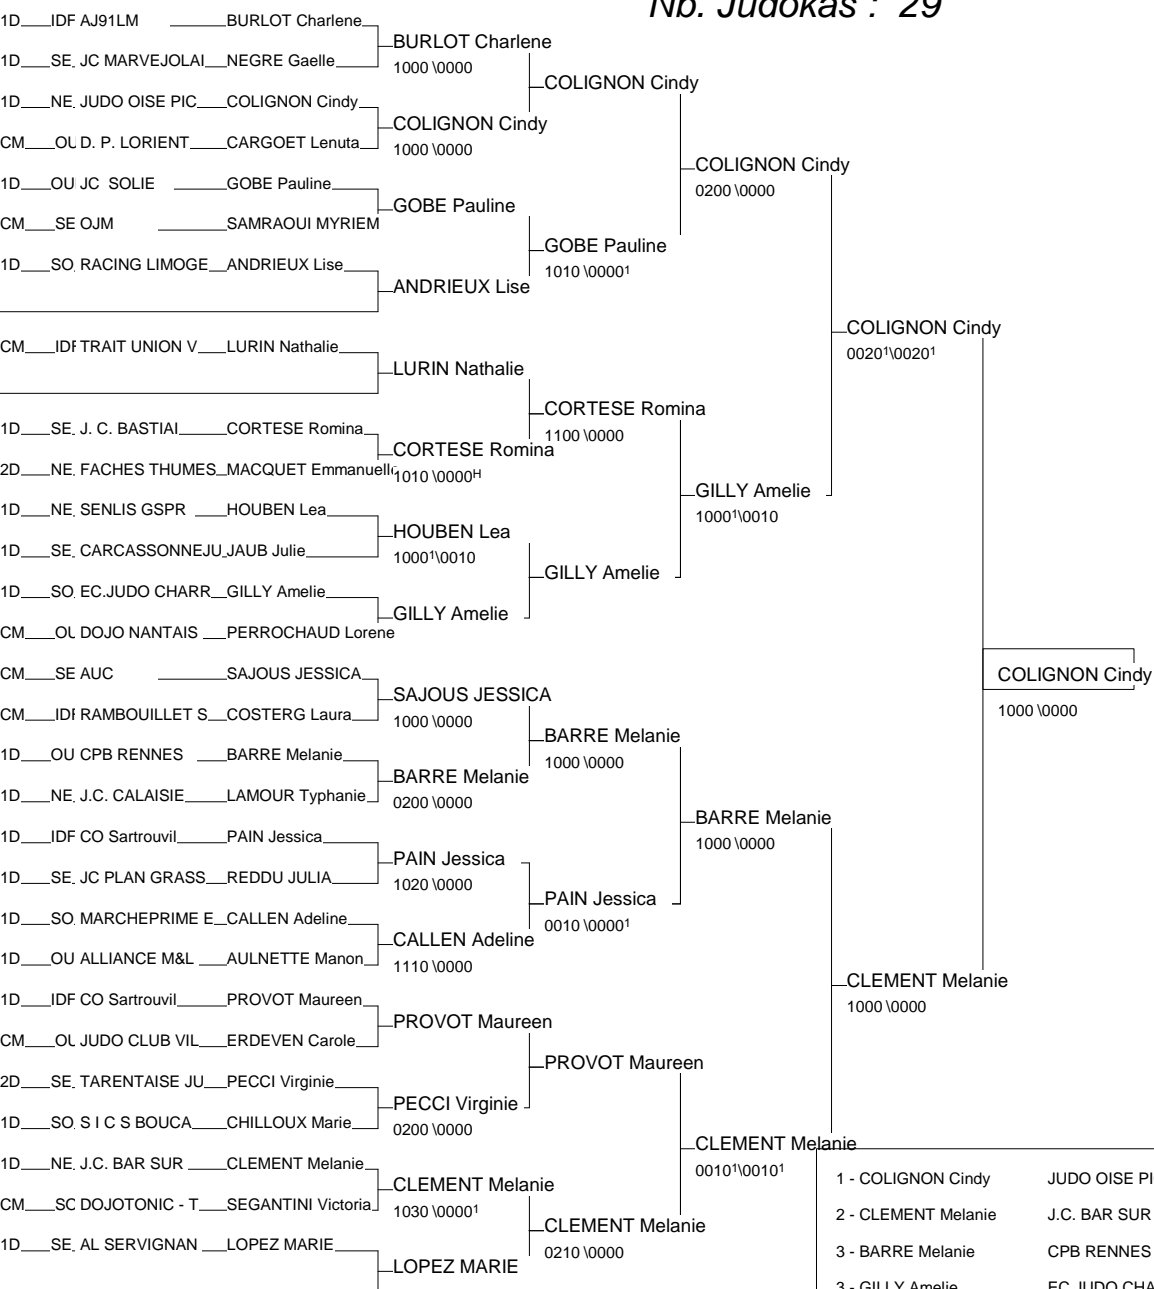 Nb. Judokas : 29
1D IDF AJ91LM BURLOT Charlene
1D SE JC MARVEJOLAI NEGRE Gaelle
1D NE JUDO OISE PIC COLIGNON Cindy
CM OU D. P. LORIENT CARGOET Lenuta
1D OU JC SOLIE GOBE Pauline
CM SE OJM SAMRAOUI MYRIEM
1D SO RACING LIMOGE ANDRIEUX Lise
CM IDF TRAIT UNION V LURIN Nathalie
1D SE J. C. BASTIAI CORTESE Romina
2D NE FACHES THUMES MACQUET Emmanuelle
1D NE SENLIS GSPR HOUBEN Lea
1D SE CARCASSONNEJU JAUB Julie
1D SO EC.JUDO CHARR GILLY Amelie
CM OU DOJO NANTAIS PERROCHAUD Lorene
CM SE AUC SAJOUS JESSICA
CM IDF RAMBOUILLET S COSTERG Laura
1D OU CPB RENNES BARRE Melanie
1D NE J.C. CALAISIE LAMOUR Typhanie
1D IDF CO Sartrouvil PAIN Jessica
1D SE JC PLAN GRASS REDDU JULIA
1D SO MARCHEPRIME E CALLEN Adeline
1D OU ALLIANCE M&L AULNETTE Manon
1D IDF CO Sartrouvil PROVOT Maureen
CM OU JUDO CLUB VIL ERDEVEN Carole
2D SE TARENTAISE JU PECCI Virginie
1D SO S I C S BOUCA CHILLOUX Marie
1D NE J.C. BAR SUR CLEMENT Melanie
CM SO DOJOTONIC - T SEGANTINI Victoria
1D SE AL SERVIGNAN LOPEZ MARIE
BURLOT Charlene
1000 \0000
COLIGNON Cindy
1000 \0000
GOBE Pauline
ANDRIEUX Lise
LURIN Nathalie
CORTESE Romina
1010 \0000H
HOUBEN Lea
1000¹\0010
GILLY Amelie
SAJOUS JESSICA
1000 \0000
BARRE Melanie
0200 \0000
PAIN Jessica
1020 \0000
CALLEN Adeline
1110 \0000
PROVOT Maureen
PECCI Virginie
0200 \0000
CLEMENT Melanie
1030 \0000¹
LOPEZ MARIE
COLIGNON Cindy
GOBE Pauline
1010 \0000¹
CORTESE Romina
1100 \0000
GILLY Amelie
BARRE Melanie
1000 \0000
PAIN Jessica
0010 \0000¹
PROVOT Maureen
CLEMENT Melanie
0210 \0000
COLIGNON Cindy
0200 \0000
GILLY Amelie
1000¹\0010
BARRE Melanie
1000 \0000
CLEMENT Melanie
0010¹\0010¹
COLIGNON Cindy
0020¹\0020¹
CLEMENT Melanie
1000 \0000
COLIGNON Cindy
1000 \0000
1 - COLIGNON Cindy JUDO OISE PI
2 - CLEMENT Melanie J.C. BAR SUR
3 - BARRE Melanie CPB RENNES
3 - GILLY Amelie EC.JUDO CHA